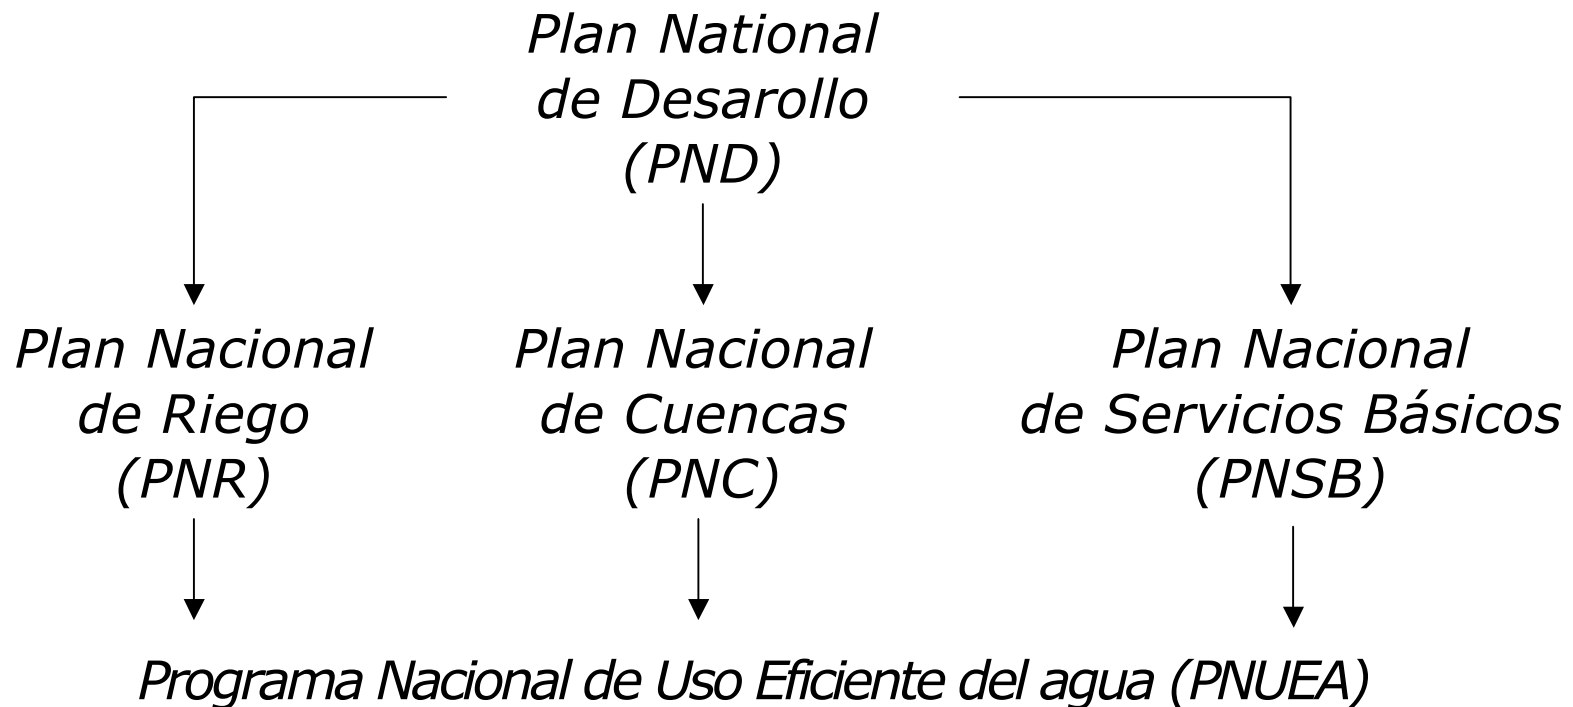 Plan National
de Desarollo
(PND)
Plan Nacional
de Riego
(PNR)
Plan Nacional
de Cuencas
(PNC)
Plan Nacional
de Servicios Básicos
(PNSB)
Programa Nacional de Uso Eficiente del agua (PNUEA)